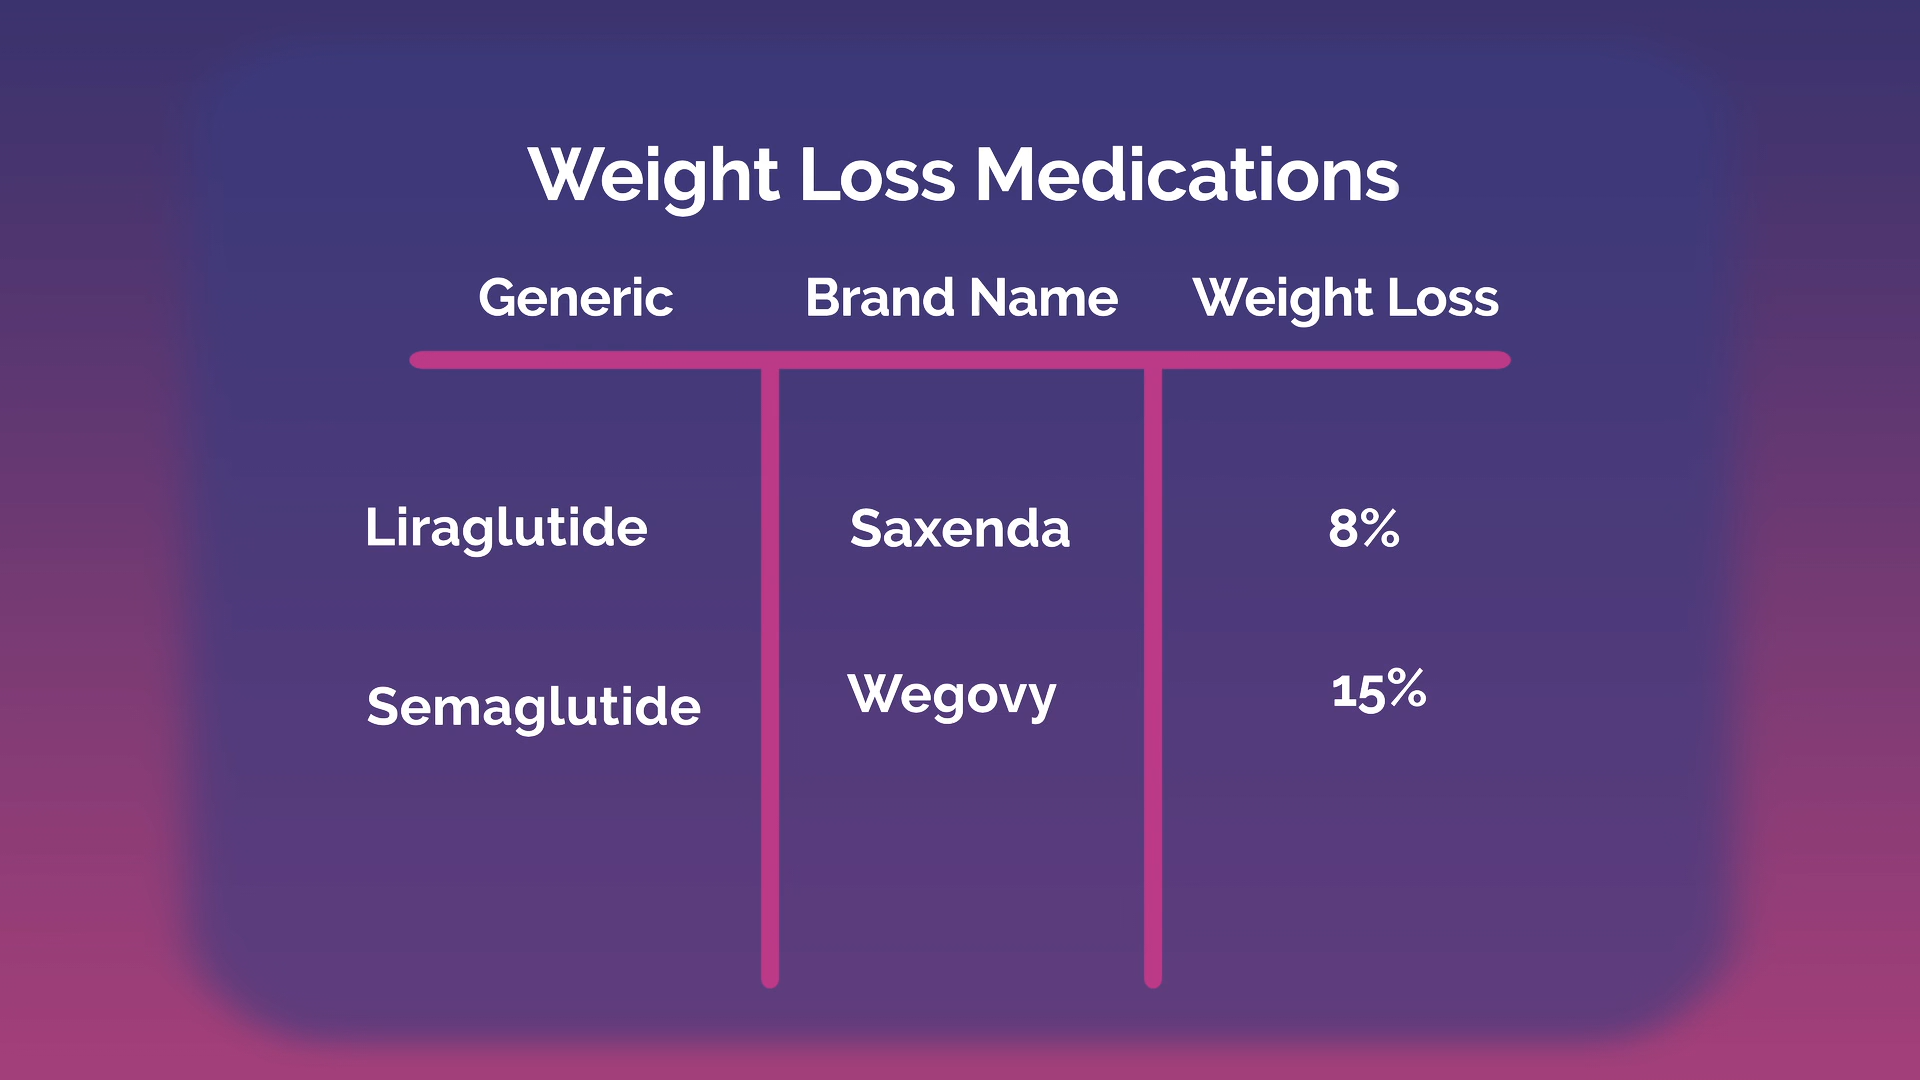 Weight Loss Medications
Generic Brand Name Weight Loss
Liraglutide Saxenda 8%
Semaglutide Wegovy 15%